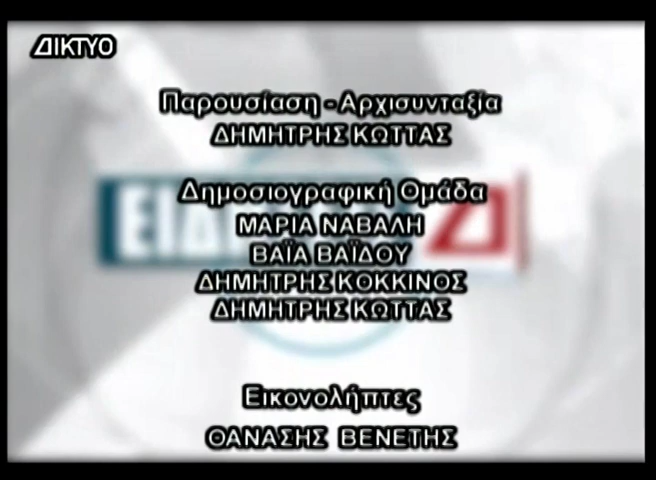 ΔΙΚΤΥΟ
Παρουσίαση - Αρχισυνταξία
ΔΗΜΗΤΡΗΣ ΚΩΤΤΑΣ
Δημοσιογραφική Ομάδα
ΜΑΡΙΑ ΝΑΒΑΛΗ
ΒΑΪΑ ΒΑΪΔΟΥ
ΔΗΜΗΤΡΗΣ ΚΟΚΚΙΝΟΣ
ΔΗΜΗΤΡΗΣ ΚΩΤΤΑΣ
Εικονολήπτες
ΘΑΝΑΣΗΣ ΒΕΝΕΤΗΣ